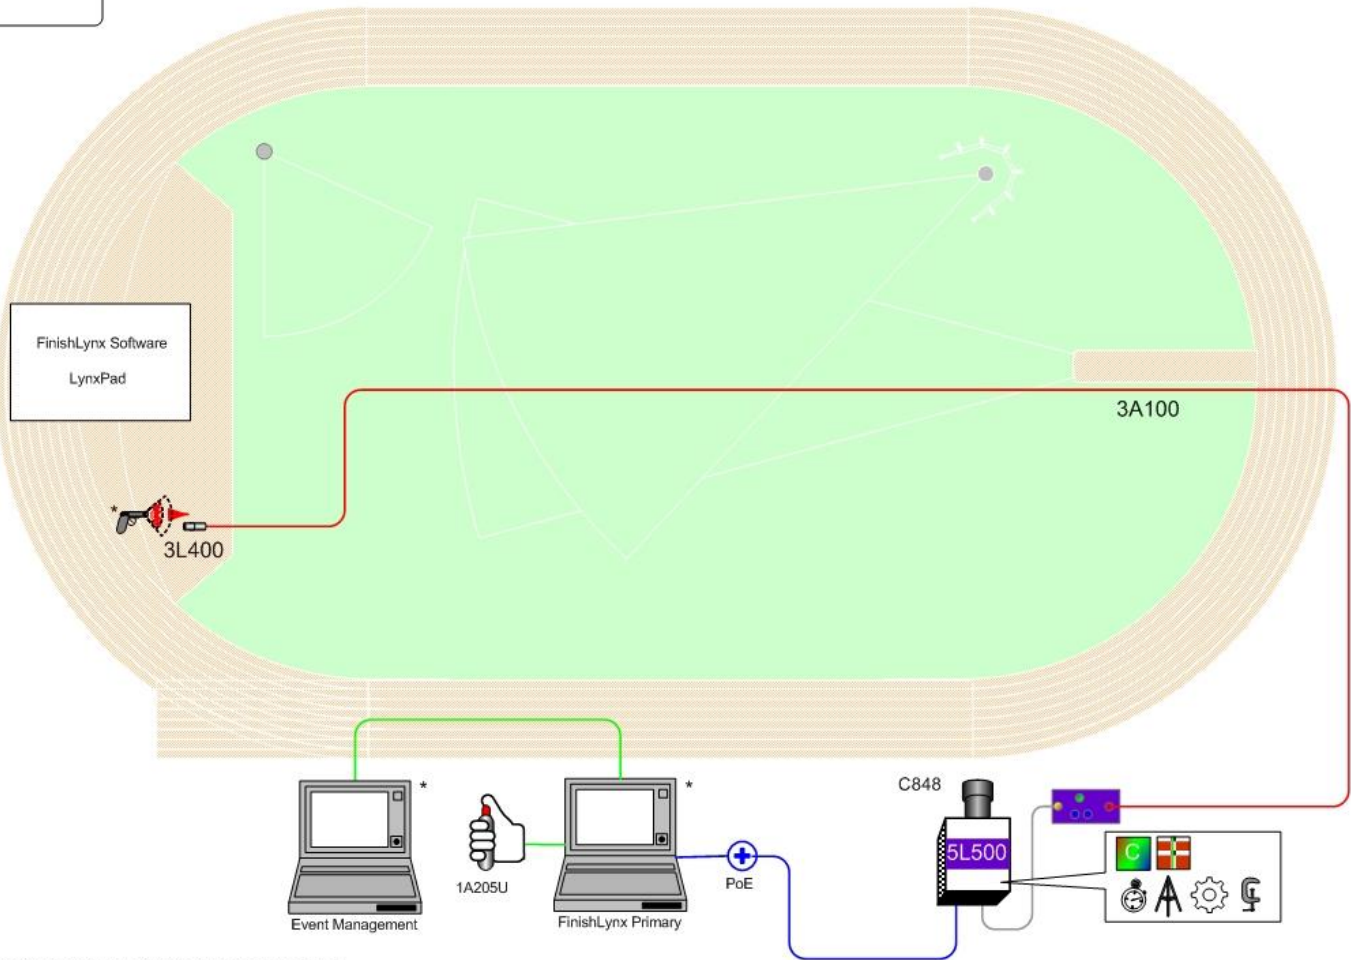 FinishLynx Software
LynxPad
3A100
*
3L400
C848
*
*
5L500
C
1A205U
PoE
Event Management
FinishLynx Primary